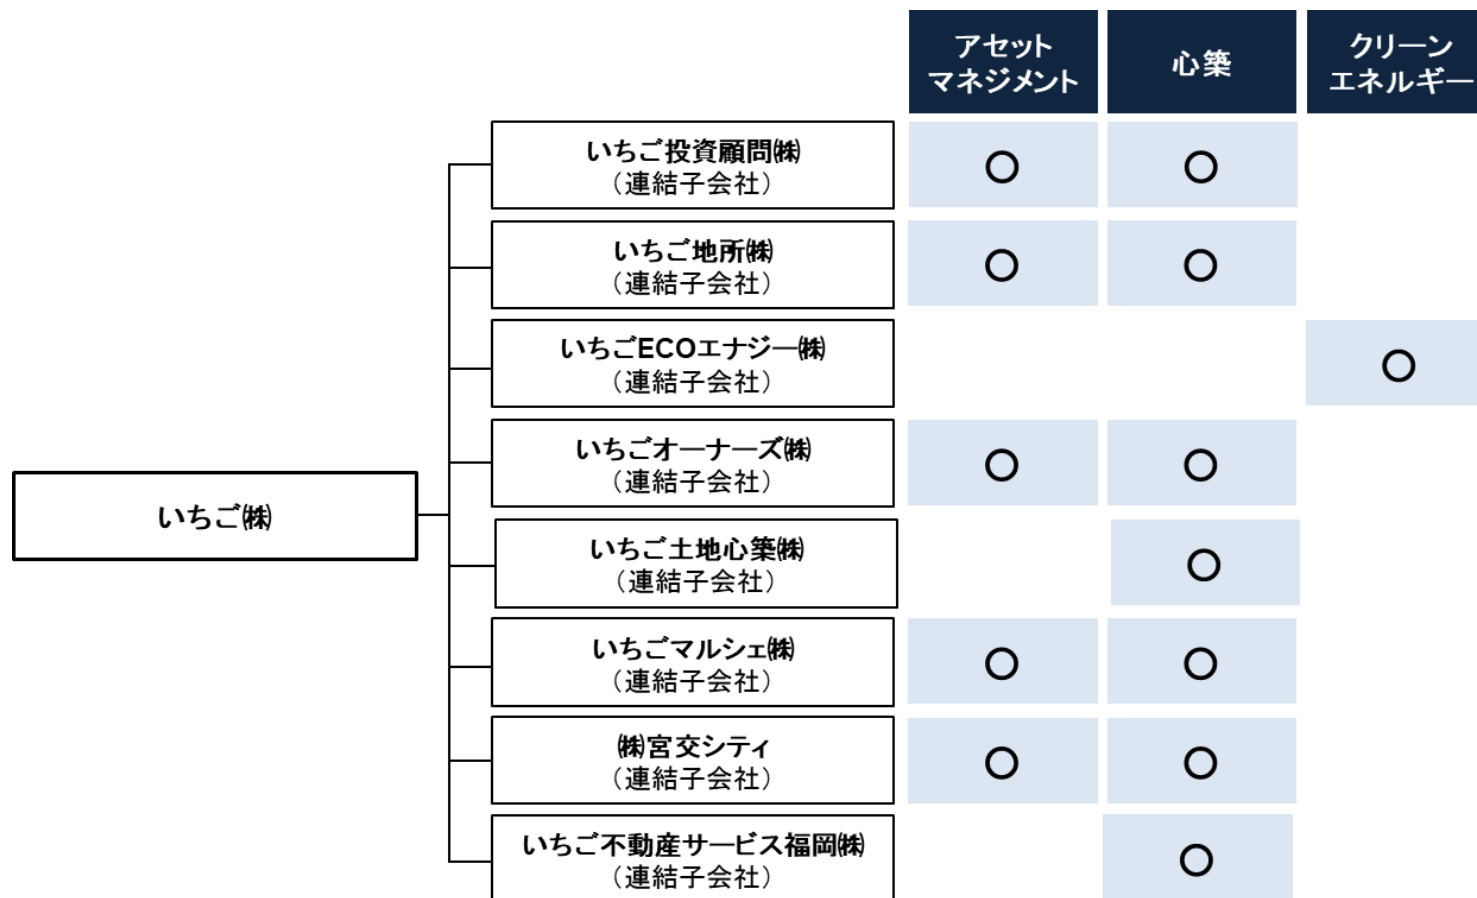 アセット
マネジメント
心築
クリーン
エネルギー
いちご投資顧問㈱
（連結子会社）
○ ○
いちご地所㈱
（連結子会社）
○ ○
いちごECOエナジー㈱
（連結子会社）
○
いちごオーナーズ㈱
（連結子会社）
○ ○
いちご㈱
いちご土地心築㈱
（連結子会社）
○
いちごマルシェ㈱
（連結子会社）
○ ○
㈱宮交シティ
（連結子会社）
○ ○
いちご不動産サービス福岡㈱
（連結子会社）
○